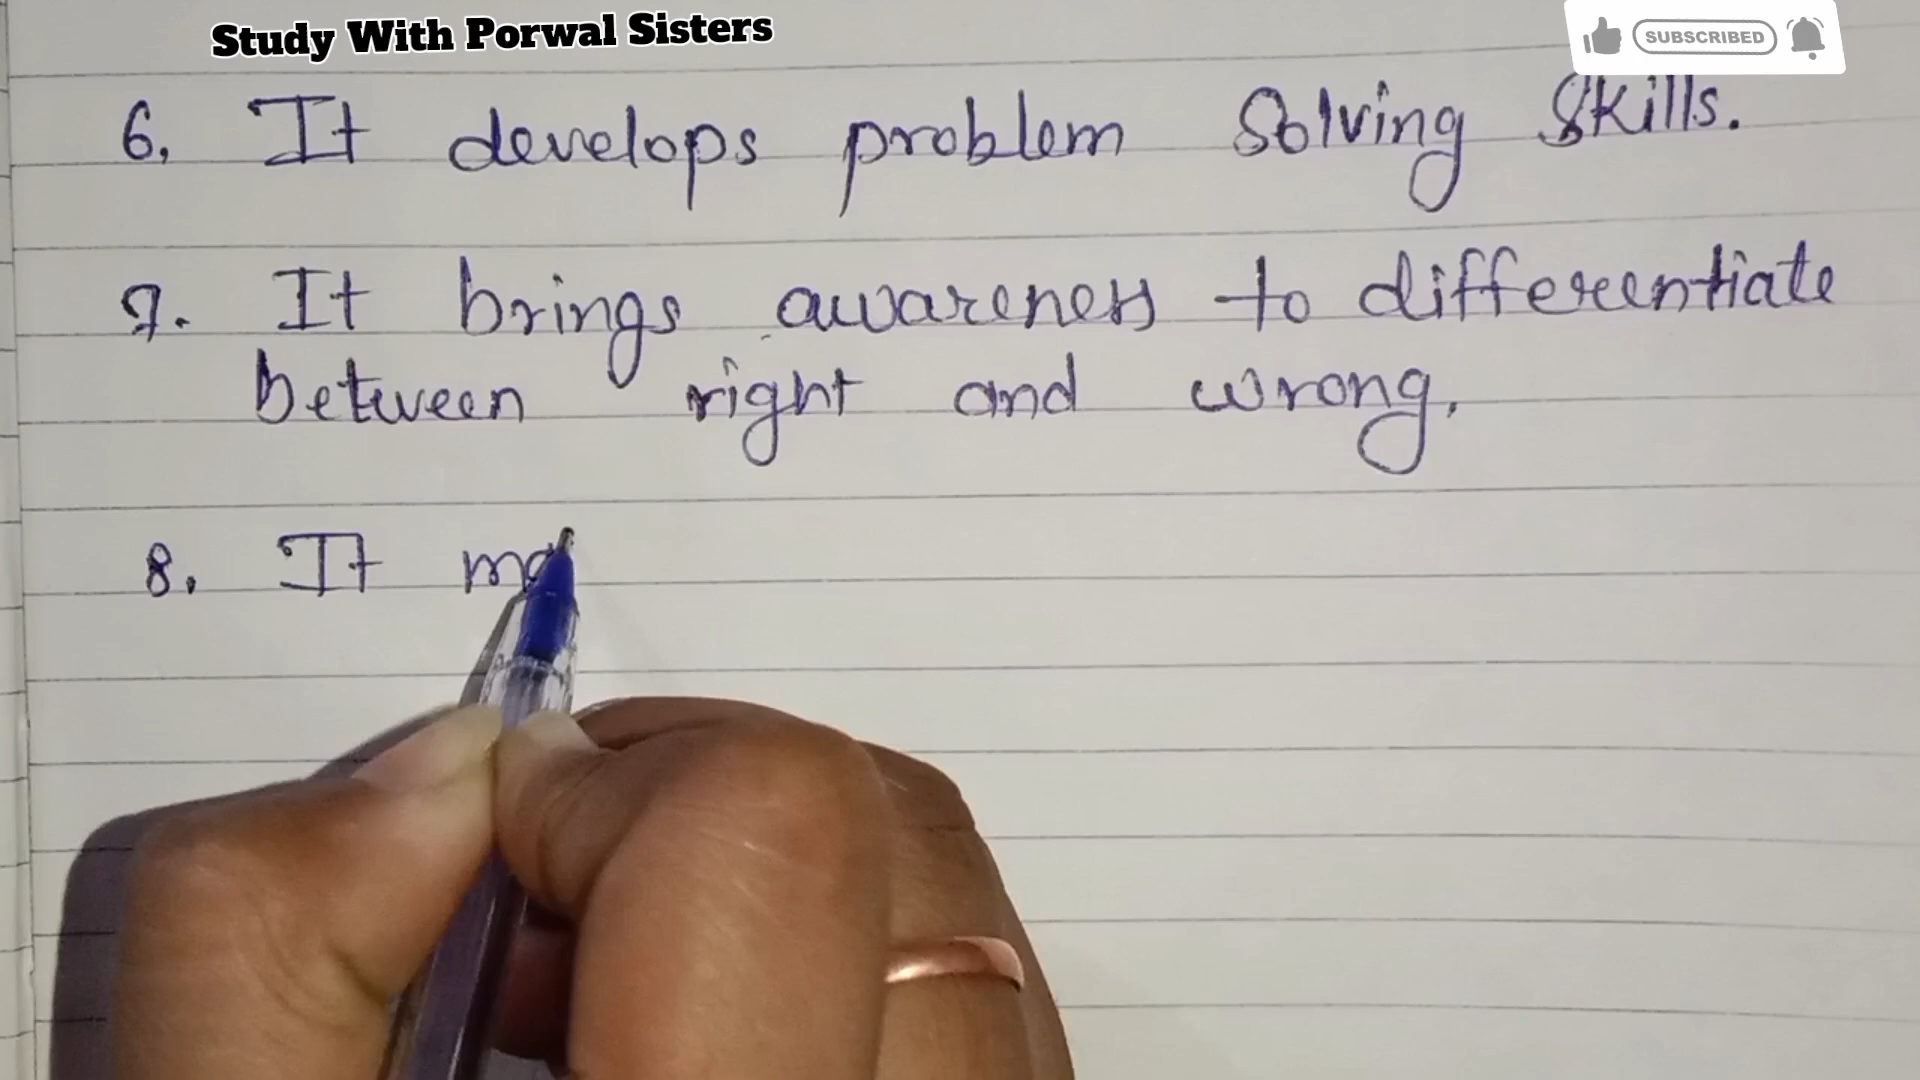 Study With Porwal Sisters
SUBSCRIBED
6. It develops problem Solving Skills.
7. It brings awareness to differentiate
between right and wrong.
8. It ma